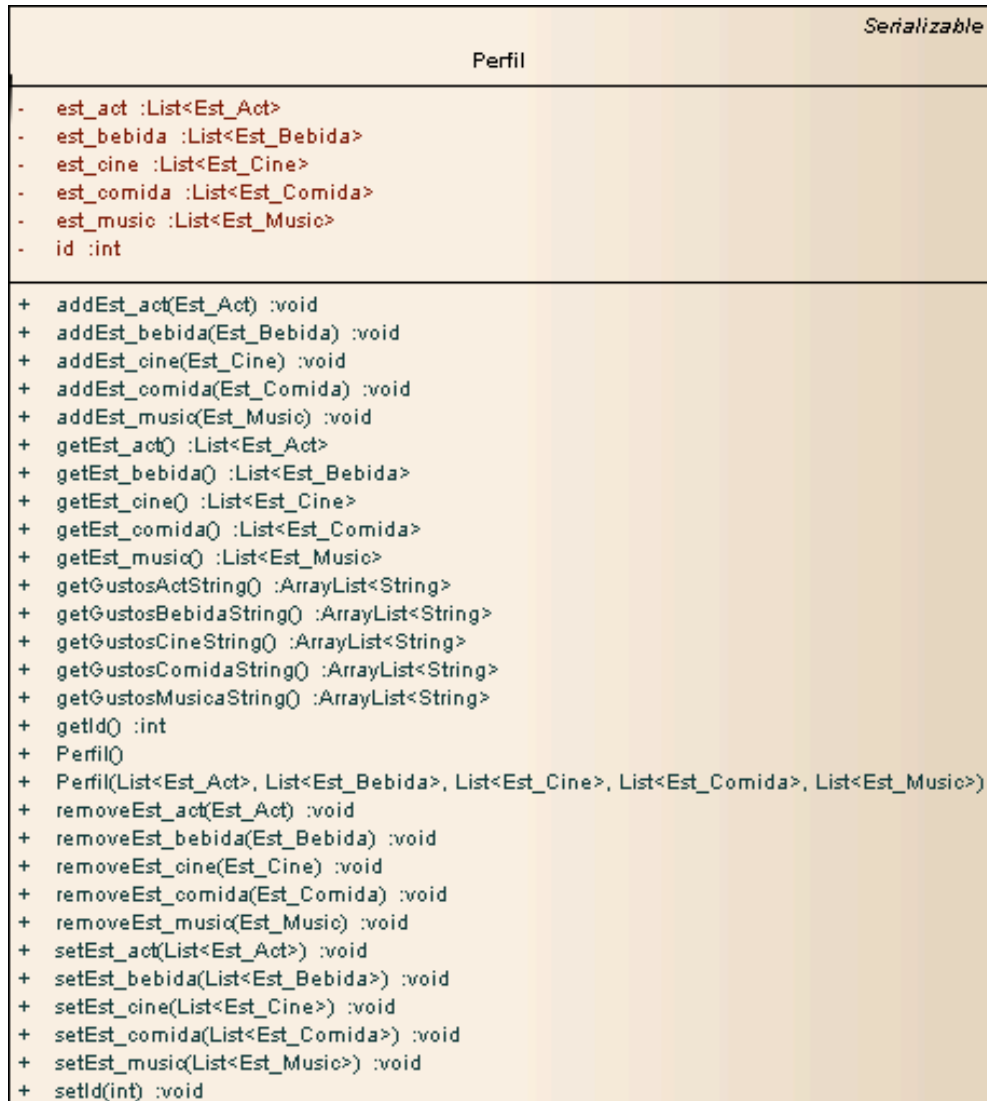 Serializable
Perfil
- est_act :List<Est_Act>
- est_bebida :List<Est_Bebida>
- est_cine :List<Est_Cine>
- est_comida :List<Est_Comida>
- est_music :List<Est_Music>
- id :int
+ addEst_act(Est_Act) :void
+ addEst_bebida(Est_Bebida) :void
+ addEst_cine(Est_Cine) :void
+ addEst_comida(Est_Comida) :void
+ addEst_music(Est_Music) :void
+ getEst_act() :List<Est_Act>
+ getEst_bebida() :List<Est_Bebida>
+ getEst_cine() :List<Est_Cine>
+ getEst_comida() :List<Est_Comida>
+ getEst_music() :List<Est_Music>
+ getGustosActString() :ArrayList<String>
+ getGustosBebidaString() :ArrayList<String>
+ getGustosCineString() :ArrayList<String>
+ getGustosComidaString() :ArrayList<String>
+ getGustosMusicaString() :ArrayList<String>
+ getId() :int
+ Perfil()
+ Perfil(List<Est_Act>, List<Est_Bebida>, List<Est_Cine>, List<Est_Comida>, List<Est_Music>)
+ removeEst_act(Est_Act) :void
+ removeEst_bebida(Est_Bebida) :void
+ removeEst_cine(Est_Cine) :void
+ removeEst_comida(Est_Comida) :void
+ removeEst_music(Est_Music) :void
+ setEst_act(List<Est_Act>) :void
+ setEst_bebida(List<Est_Bebida>) :void
+ setEst_cine(List<Est_Cine>) :void
+ setEst_comida(List<Est_Comida>) :void
+ setEst_music(List<Est_Music>) :void
+ setId(int) :void